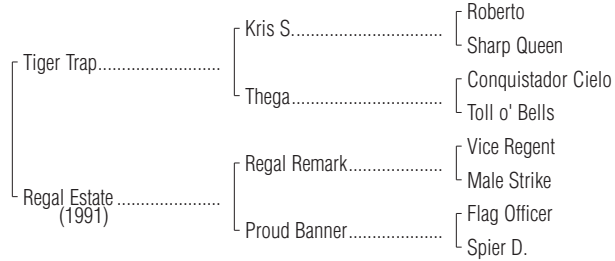 Roberto
Kris S..................................
Sharp Queen
Tiger Trap.........................
Conquistador Cielo
Thega...................................
Toll o' Bells
Vice Regent
Regal Remark....................
Male Strike
Regal Estate .....................
(1991)
Flag Officer
Proud Banner....................
Spier D.